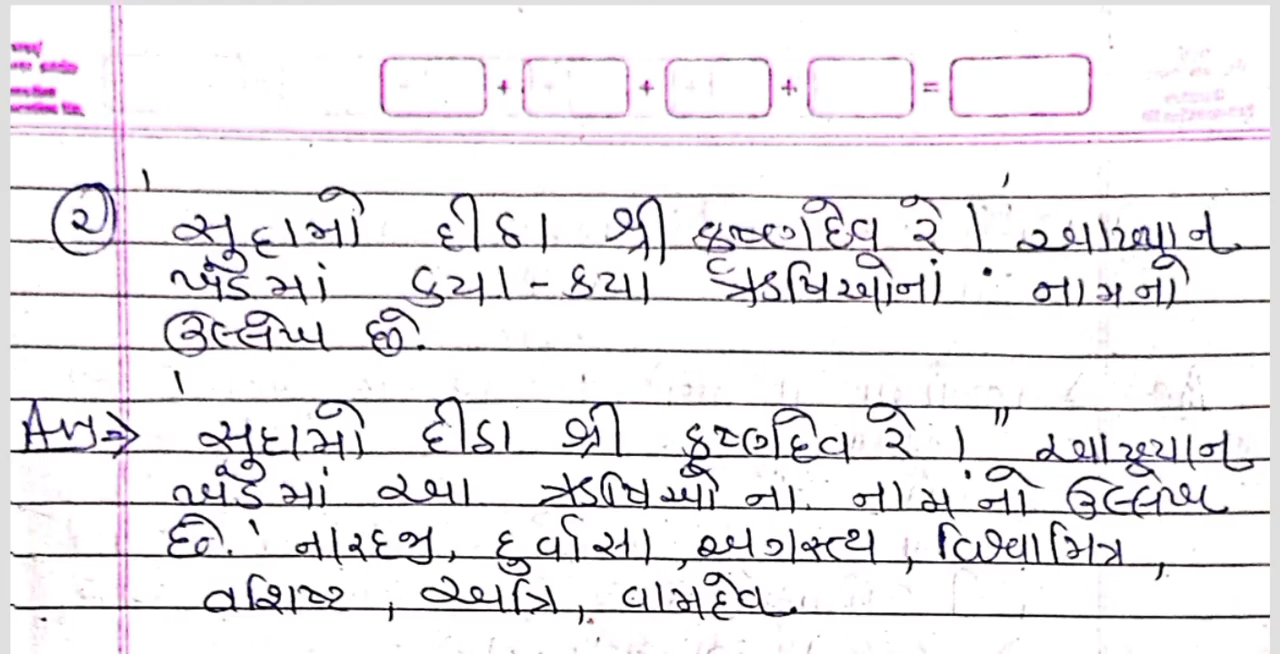 + + + =
૨ સુદામો દીઠા શ્રી કૃષ્ણદેવ રે । આખ્યાન
ખંડમાં કયા-કયા ઋષિઓનાં નામનો
ઉલ્લેખ છે.
Ans⇒ સુદામો દીઠા શ્રી કૃષ્ણદેવ રે । " આખ્યાન
ખંડમાં આ ઋષિઓ ના નામનો ઉલ્લેખ
છે. નારદજી, દુર્વાસા, અગસ્ત્ય, વિશ્વામિત્ર,
વશિષ્ઠ, અત્રિ, વામદેવ.